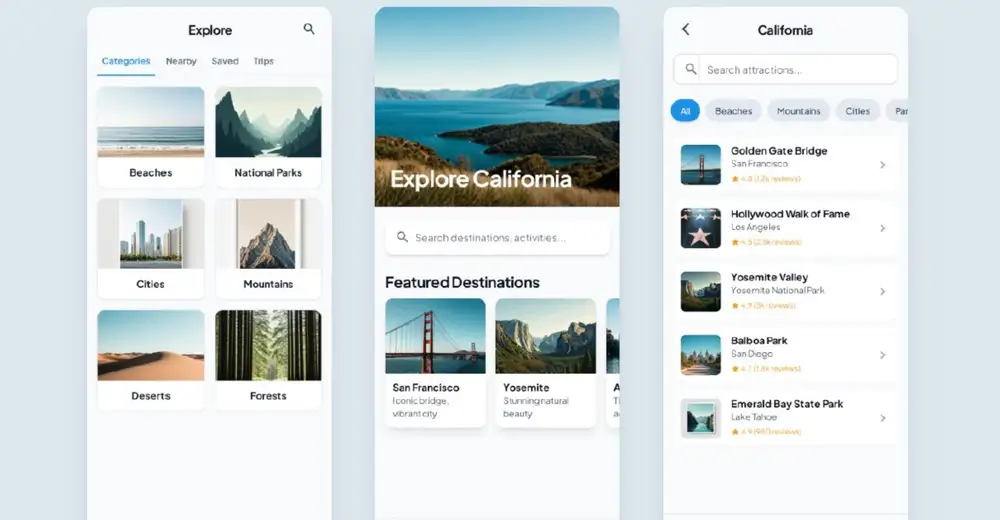 Explore
Categories Nearby Saved Trips
Beaches
National Parks
Cities
Mountains
Deserts
Forests
Explore California
Search destinations, activities...
Featured Destinations
San Francisco
Iconic bridge,
vibrant city
Yosemite
Stunning natural
beauty
A
California
Search attractions...
All Beaches Mountains Cities Par
Golden Gate Bridge
San Francisco
4.8 (1.2k reviews)
Hollywood Walk of Fame
Los Angeles
4.5 (2.3k reviews)
Yosemite Valley
Yosemite National Park
4.9 (3k reviews)
Balboa Park
San Diego
4.7 (1.8k reviews)
Emerald Bay State Park
Lake Tahoe
4.9 (950 reviews)